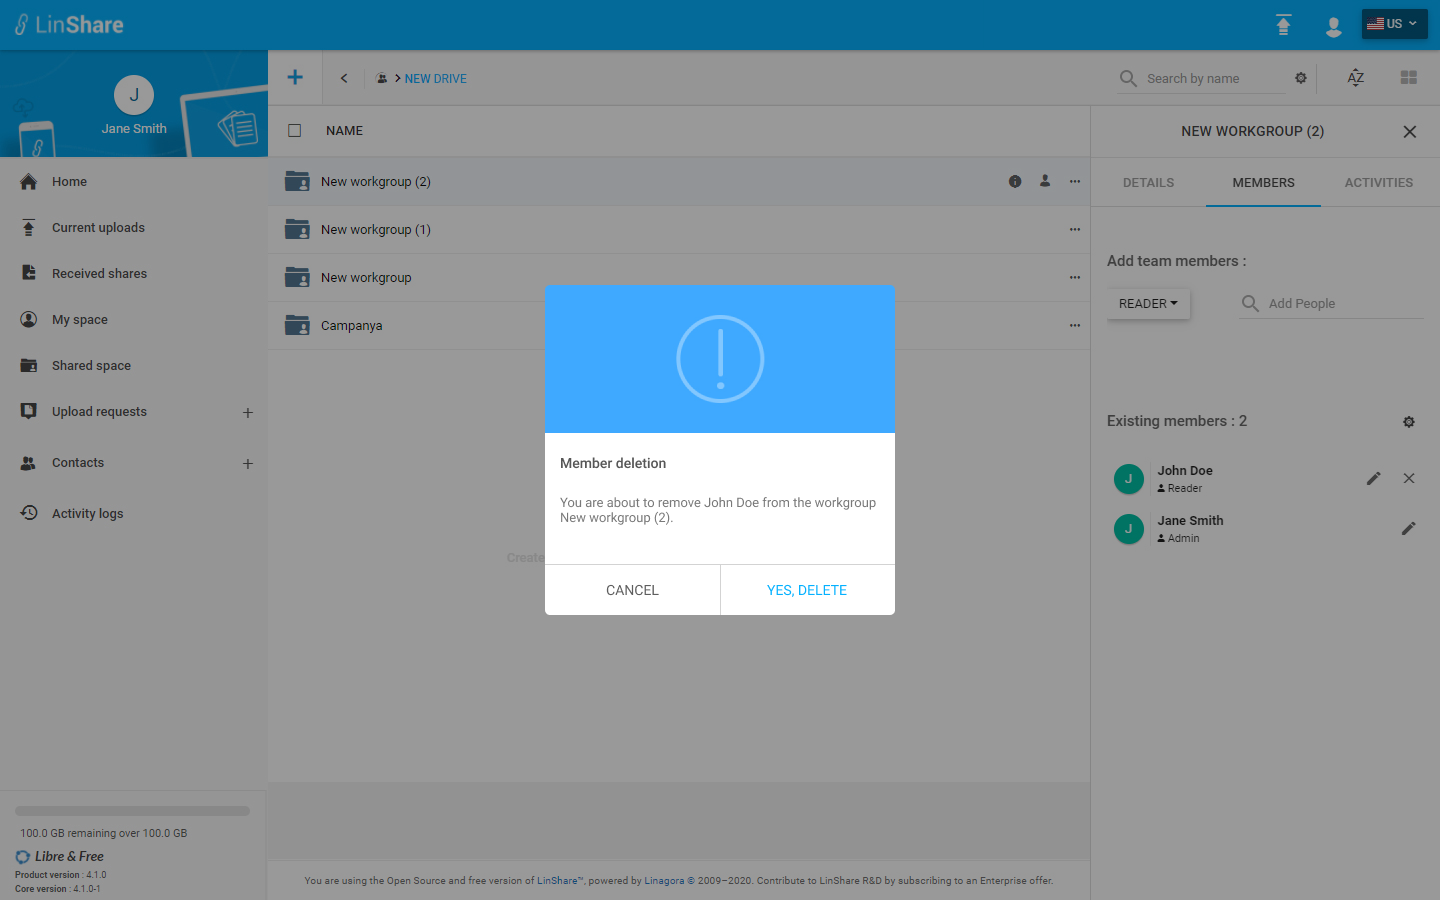 LinShare
US
J
Jane Smith
Home
Current uploads
Received shares
My space
Shared space
Upload requests
Contacts
Activity logs
100.0 GB remaining over 100.0 GB
Libre & Free
Product version : 4.1.0
Core version : 4.1.0-1
NEW DRIVE
Search by name
AZ
NAME
New workgroup (2)
New workgroup (1)
New workgroup
Campanya
Create
Member deletion
You are about to remove John Doe from the workgroup
New workgroup (2).
CANCEL
YES, DELETE
NEW WORKGROUP (2)
DETAILS
MEMBERS
ACTIVITIES
Add team members :
READER
Add People
Existing members : 2
J
John Doe
Reader
J
Jane Smith
Admin
You are using the Open Source and free version of LinShare™, powered by Linagora © 2009–2020. Contribute to LinShare R&D by subscribing to an Enterprise offer.